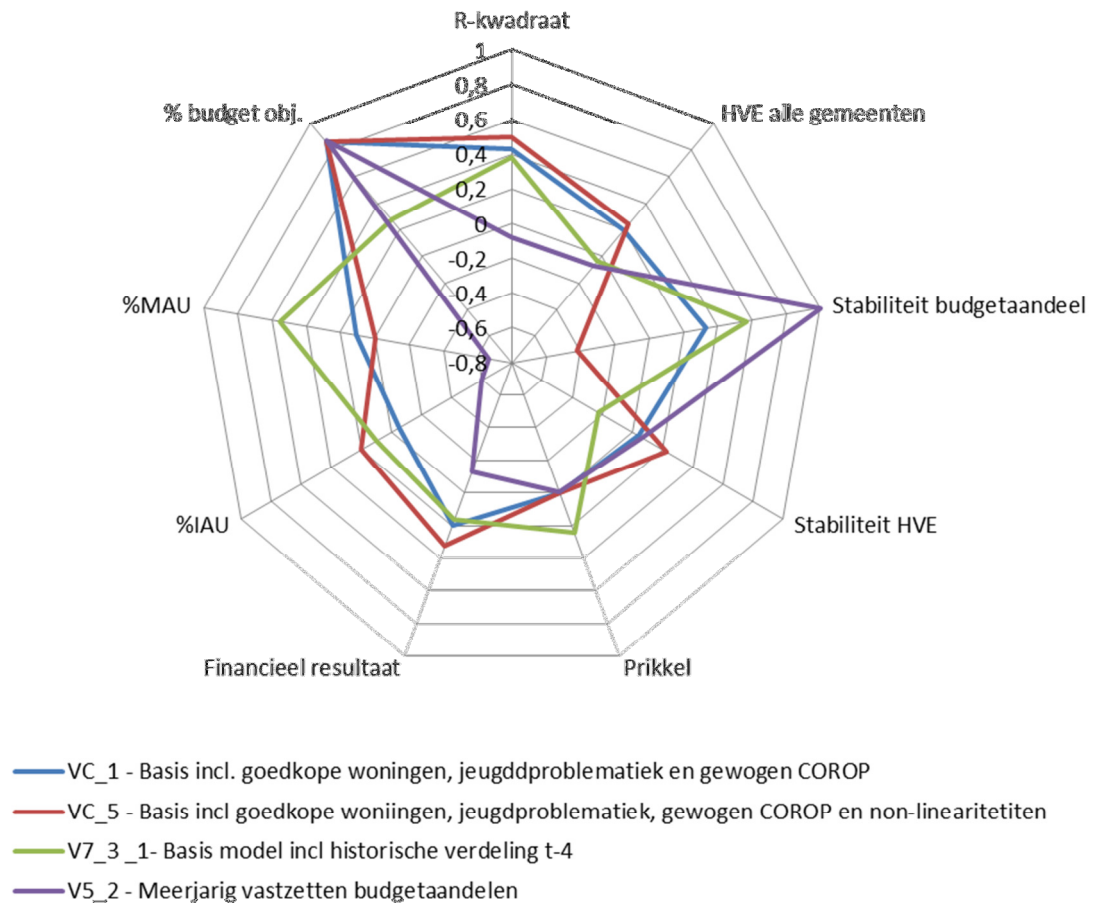 R-kwadraat
1
0,8
0,6
0,4
0,2
0
-0,2
-0,4
-0,6
-0,8
HVE alle gemeenten
Stabiliteit budgetaandeel
Stabiliteit HVE
Prikkel
Financieel resultaat
%IAU
%MAU
% budget obj.
VC_1 - Basis incl. goedkope woningen, jeugddproblematiek en gewogen COROP
VC_5 - Basis incl goedkope woniingen, jeugdproblematiek, gewogen COROP en non-linearitetiten
V7_3 _1- Basis model incl historische verdeling t-4
V5_2 - Meerjarig vastzetten budgetaandelen